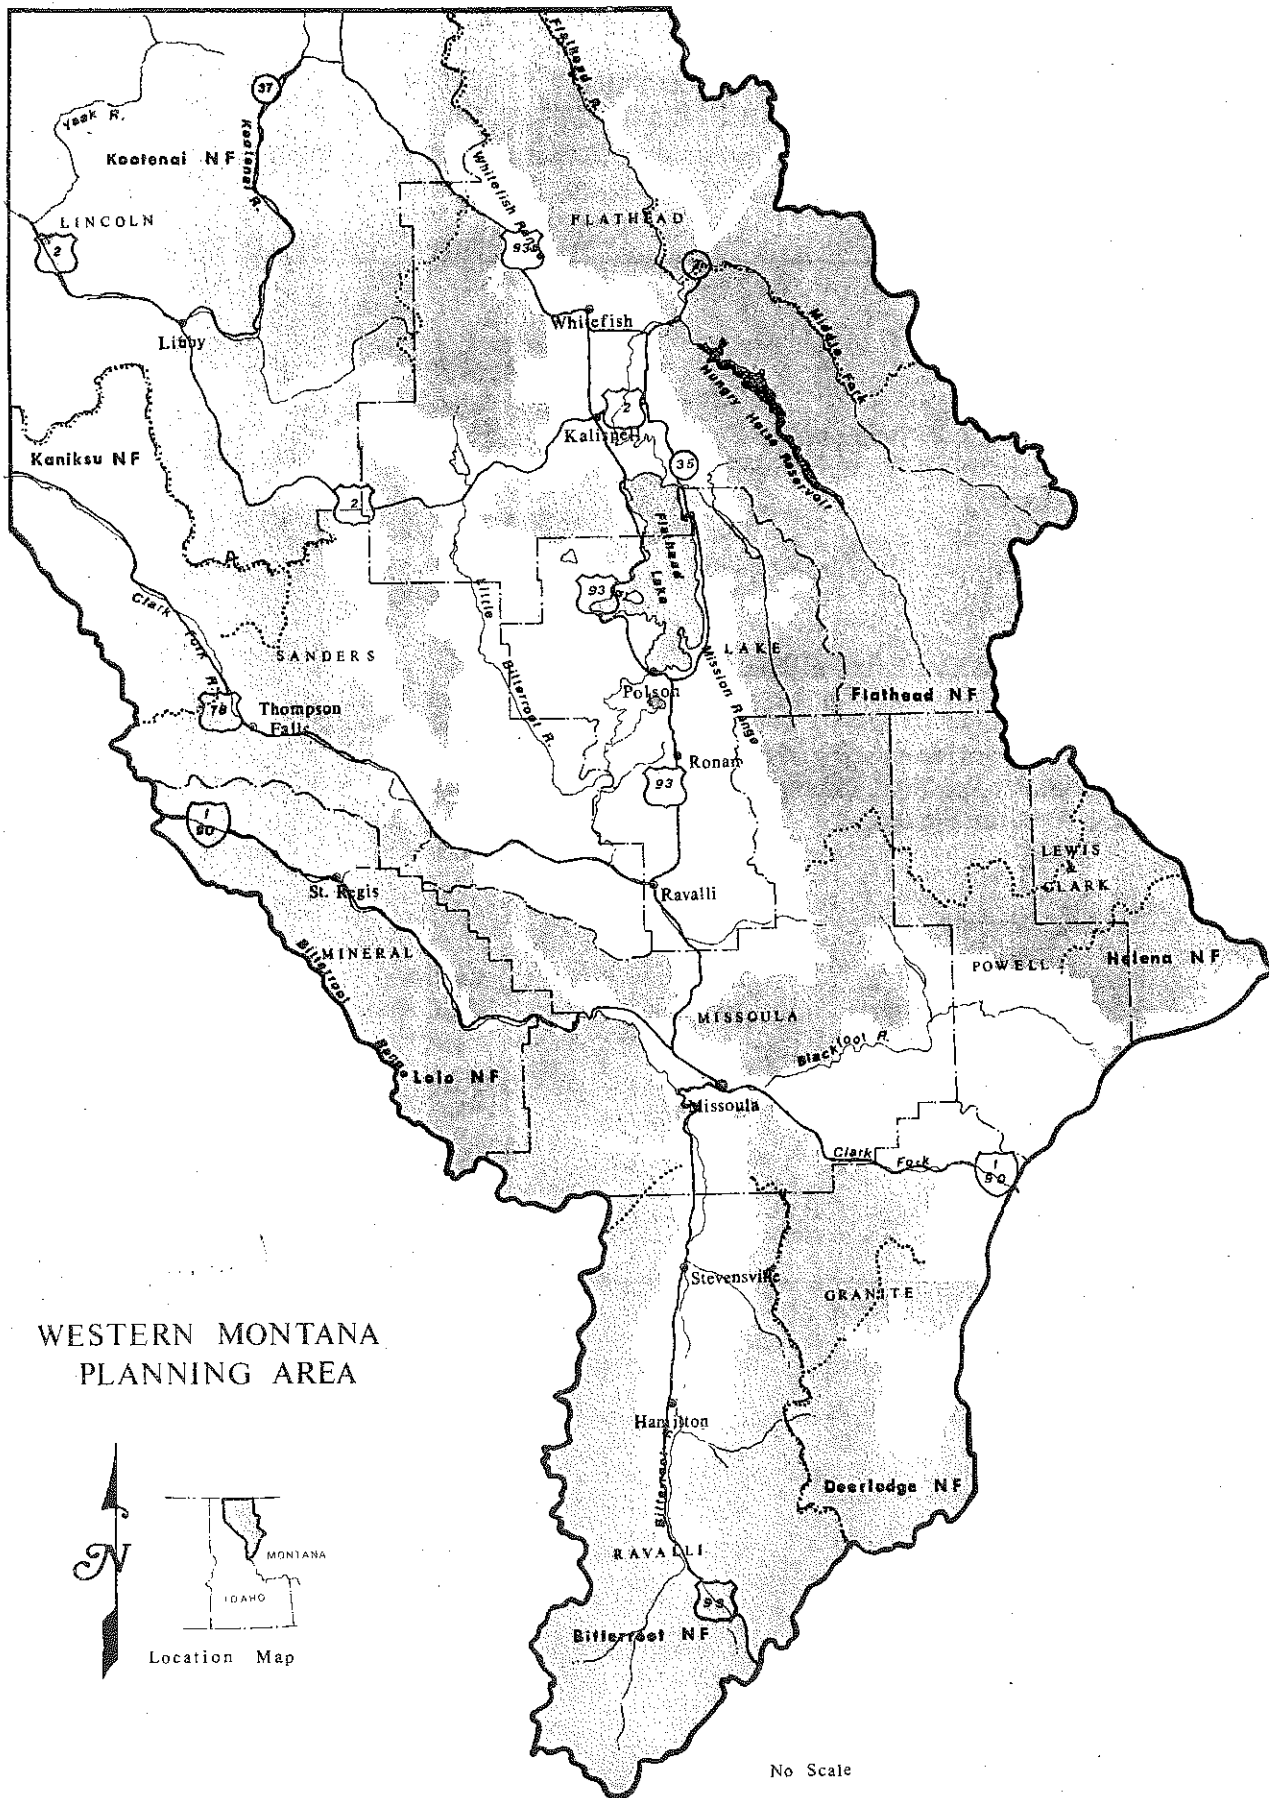 Flathead R.
37
Yaak R.
Kootenai NF
Kootenai R.
Whitefish Range
LINCOLN
FLATHEAD
2
93
Whitefish
Libby
Middle Fork
Hungry Horse Reservoir
2
Kalispell
Kaniksu NF
35
2
Flathead
Lake
93
Clark Fork R.
Little
Bitterroot R.
SANDERS
LAKE
Mission Range
Polson
Flathead NF
Thompson
Falls
Ronan
93
I
90
LEWIS
&
CLARK
St. Regis
Ravalli
Bitterroot
Range
MINERAL
POWELL
Helena NF
MISSOULA
Blackfoot R.
Lolo NF
Missoula
Clark Fork
I
90
Stevensville
GRANITE
WESTERN MONTANA
PLANNING AREA
Hamilton
Bitterroot
Deerlodge NF
N
MONTANA
IDAHO
RAVALLI
93
Bitterroot NF
Location Map
No Scale